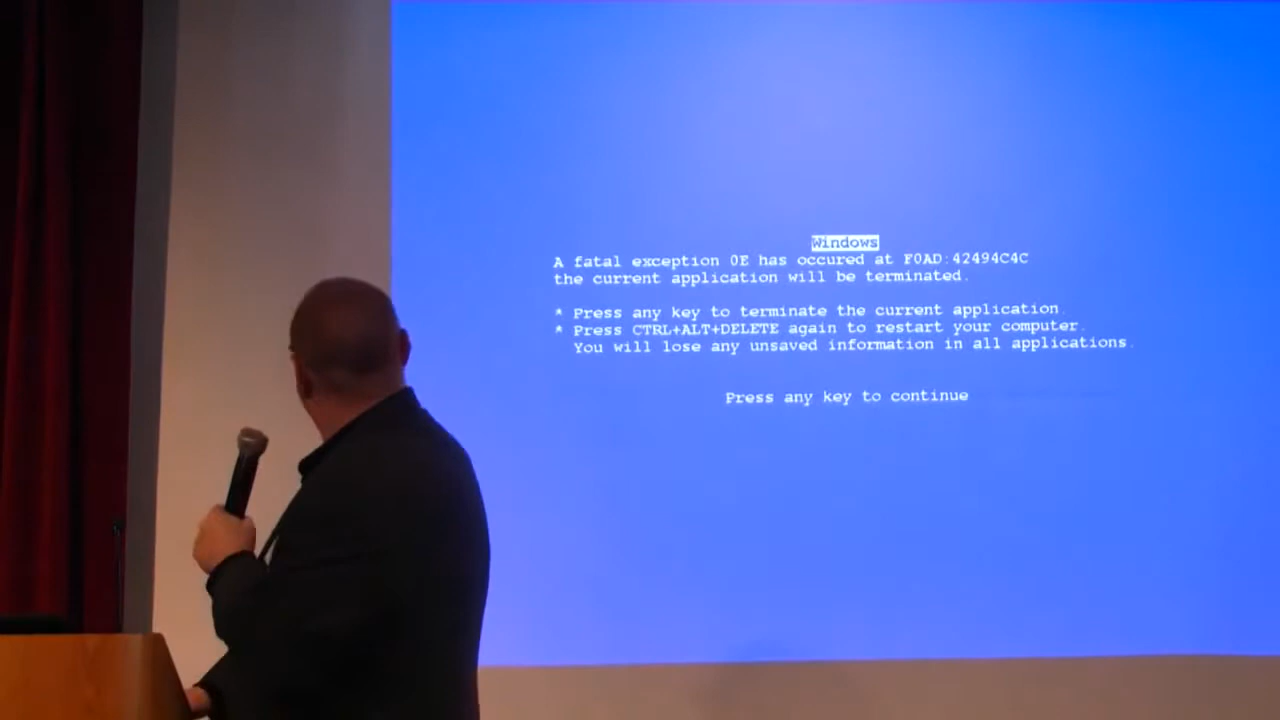 Windows
A fatal exception 0E has occured at F0AD:42494C4C
the current application will be terminated.
* Press any key to terminate the current application.
* Press CTRL+ALT+DELETE again to restart your computer.
You will lose any unsaved information in all applications.
Press any key to continue